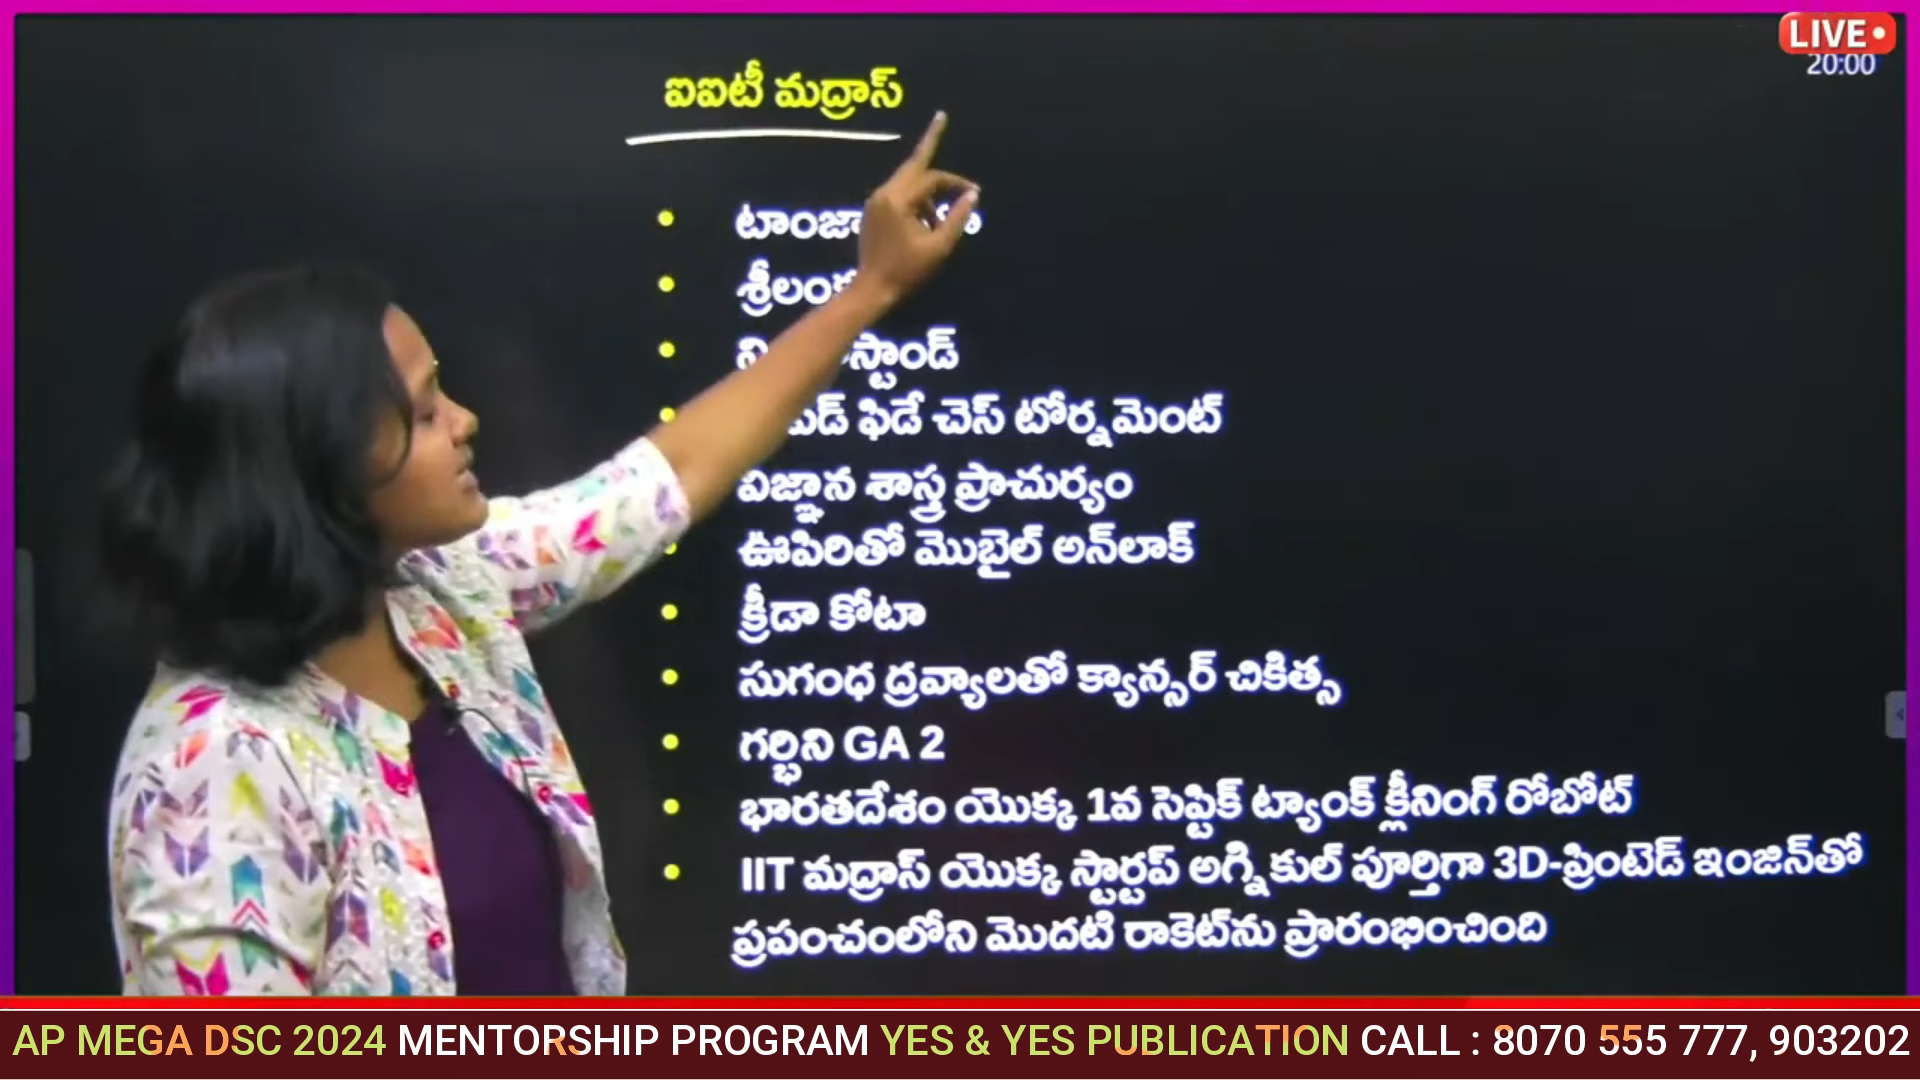 LIVE
20:00
ఐఐటీ మద్రాస్
స్టాండ్
ఫిడే చెస్ టోర్నమెంట్
విజ్ఞాన శాస్త్ర ప్రాచుర్యం
ఊపిరితో మొబైల్ అన్‌లాక్
క్రీడా కోటా
సుగంధ ద్రవ్యాలతో క్యాన్సర్ చికిత్స
గర్భిని GA 2
భారతదేశం యొక్క 1వ సెప్టిక్ ట్యాంక్ క్లీనింగ్ రోబోట్
IIT మద్రాస్ యొక్క స్టార్టప్ అగ్నికుల్ పూర్తిగా 3D-ప్రింటెడ్ ఇంజిన్‌తో
ప్రపంచంలోని మొదటి రాకెట్‌ను ప్రారంభించింది
AP MEGA DSC 2024 MENTORSHIP PROGRAM YES & YES PUBLICATION CALL : 8070 555 777, 903202